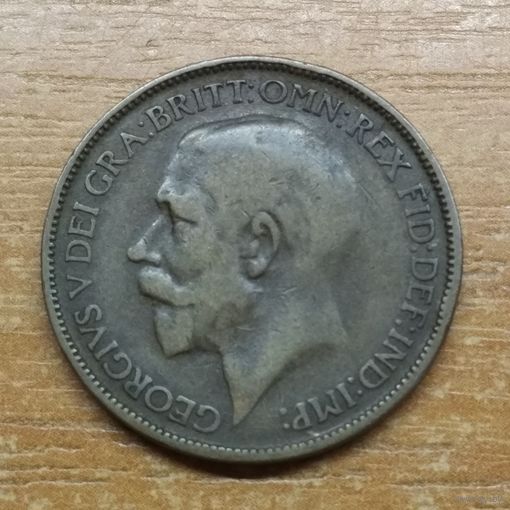 GEORGIVS V DEI GRA: BRITT: OMN: REX FID: DEF: IND: IMP: